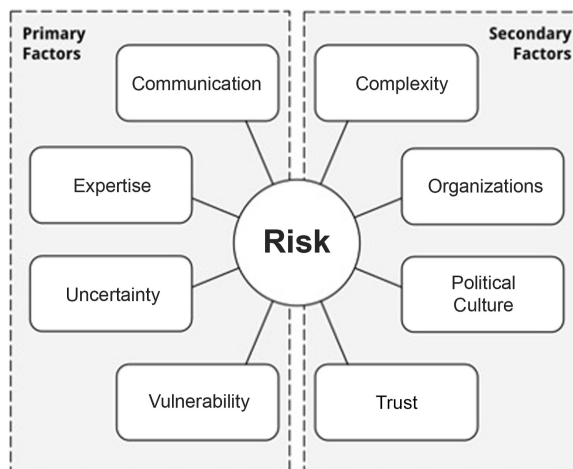 Primary
Factors
Communication
Expertise
Uncertainty
Vulnerability
Risk
Secondary
Factors
Complexity
Organizations
Political
Culture
Trust